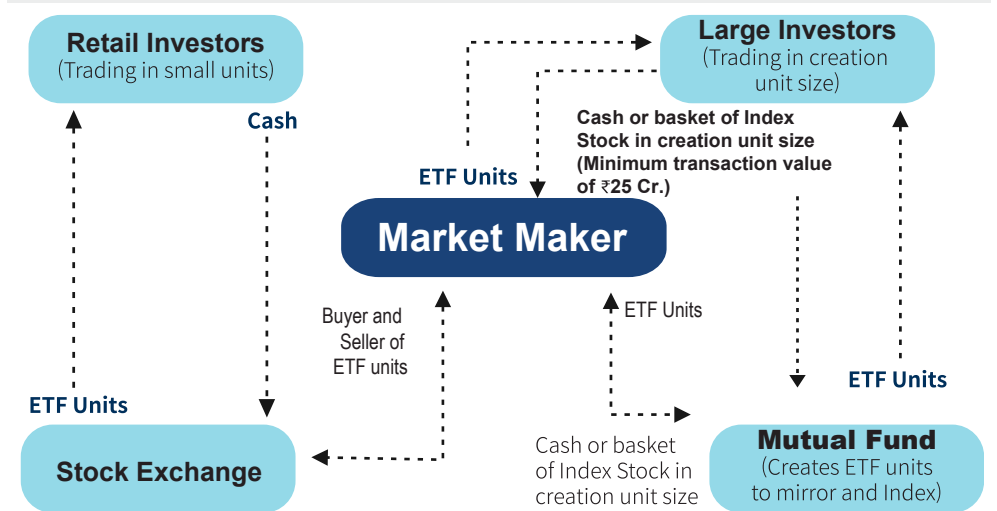 Retail Investors
(Trading in small units)
Large Investors
(Trading in creation
unit size)
Cash
Cash or basket of Index
Stock in creation unit size
(Minimum transaction value
of ₹25 Cr.)
ETF Units
Market Maker
Buyer and
Seller of
ETF units
ETF Units
ETF Units
ETF Units
Stock Exchange
Cash or basket
of Index Stock in
creation unit size
Mutual Fund
(Creates ETF units
to mirror and Index)